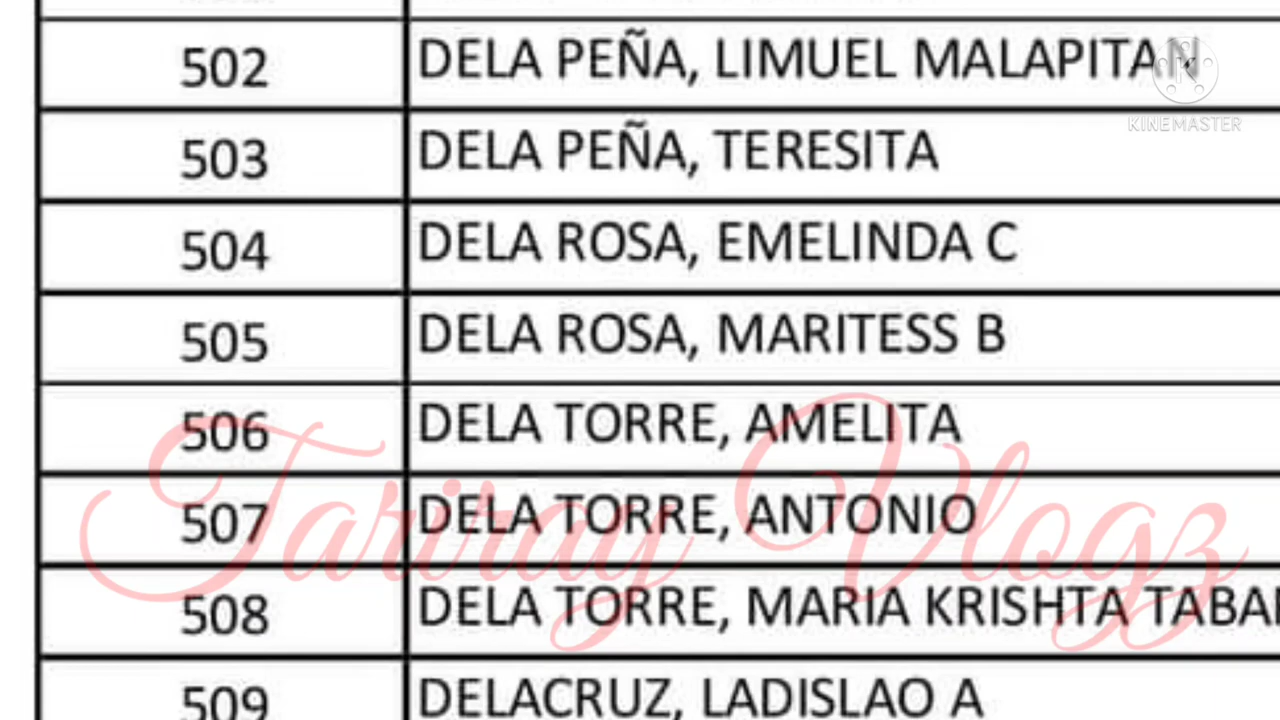 502 DELA PEÑA, LIMUEL MALAPITAN
KINEMASTER
503 DELA PEÑA, TERESITA
504 DELA ROSA, EMELINDA C
505 DELA ROSA, MARITESS B
506 DELA TORRE, AMELITA
Tariray Vlogz
507 DELA TORRE, ANTONIO
508 DELA TORRE, MARIA KRISHTA
509 DELACRUZ, LADISLAO A